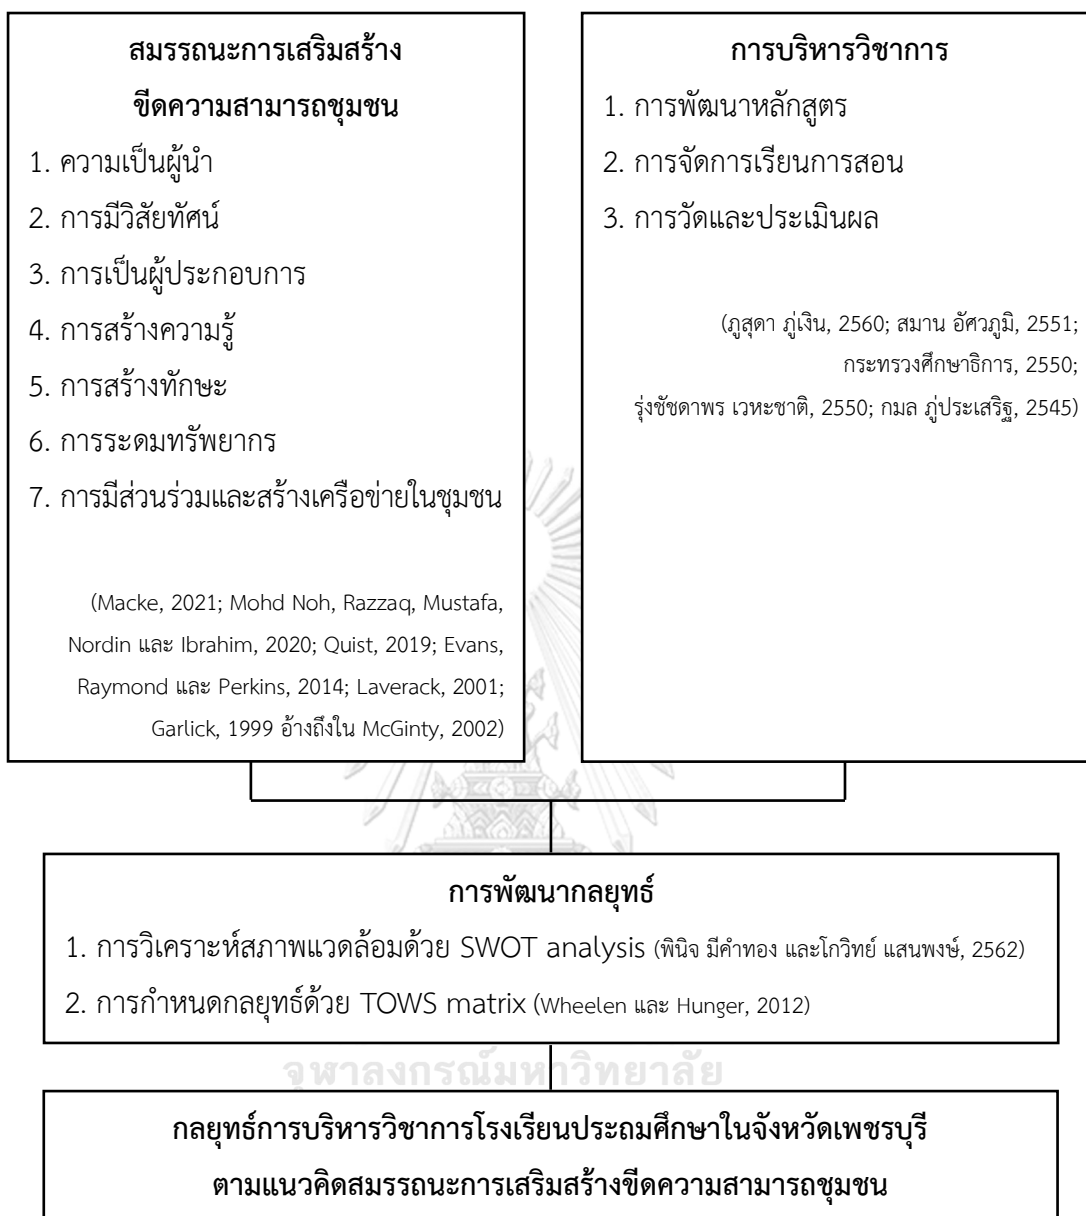 สมรรถนะการเสริมสร้าง
ขีดความสามารถชุมชน
1. ความเป็นผู้นำ
2. การมีวิสัยทัศน์
3. การเป็นผู้ประกอบการ
4. การสร้างความรู้
5. การสร้างทักษะ
6. การระดมทรัพยากร
7. การมีส่วนร่วมและสร้างเครือข่ายในชุมชน
(Macke, 2021; Mohd Noh, Razzaq, Mustafa,
Nordin และ Ibrahim, 2020; Quist, 2019; Evans,
Raymond และ Perkins, 2014; Laverack, 2001;
Garlick, 1999 อ้างถึงใน McGinty, 2002)
การบริหารวิชาการ
1. การพัฒนาหลักสูตร
2. การจัดการเรียนการสอน
3. การวัดและประเมินผล
(ภูสุดา ภู่เงิน, 2560; สมาน อัศวภูมิ, 2551;
กระทรวงศึกษาธิการ, 2550;
รุ่งชัชดาพร เวหะชาติ, 2550; กมล ภู่ประเสริฐ, 2545)
การพัฒนากลยุทธ์
1. การวิเคราะห์สภาพแวดล้อมด้วย SWOT analysis (พินิจ มีคำทอง และโกวิทย์ แสนพงษ์, 2562)
2. การกำหนดกลยุทธ์ด้วย TOWS matrix (Wheelen และ Hunger, 2012)
จุฬาลงกรณ์มหาวิทยาลัย
กลยุทธ์การบริหารวิชาการโรงเรียนประถมศึกษาในจังหวัดเพชรบุรี
ตามแนวคิดสมรรถนะการเสริมสร้างขีดความสามารถชุมชน